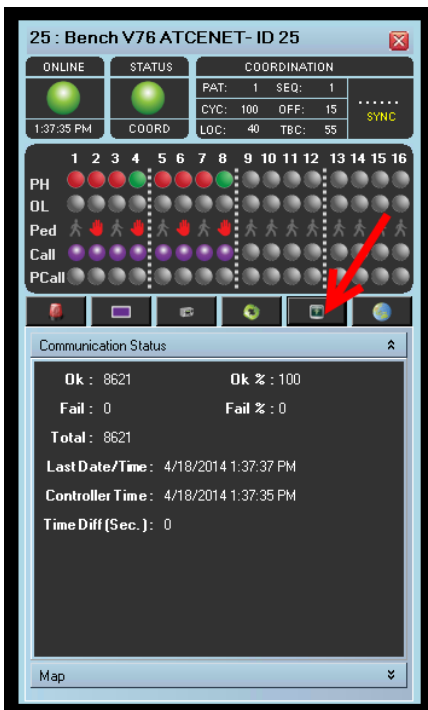 25 : Bench V76 ATCENET- ID 25
ONLINE STATUS COORDINATION
PAT: 1 SEQ: 1
CYC: 100 OFF: 15 ...... SYNC
1:37:35 PM COORD LOC: 40 TBC: 55
1 2 3 4 5 6 7 8 9 10 11 12 13 14 15 16
PH
OL
Ped
Call
PCall
Communication Status
Ok : 8621 Ok % : 100
Fail : 0 Fail % : 0
Total : 8621
Last Date/Time : 4/18/2014 1:37:37 PM
Controller Time : 4/18/2014 1:37:35 PM
Time Diff (Sec.) : 0
Map